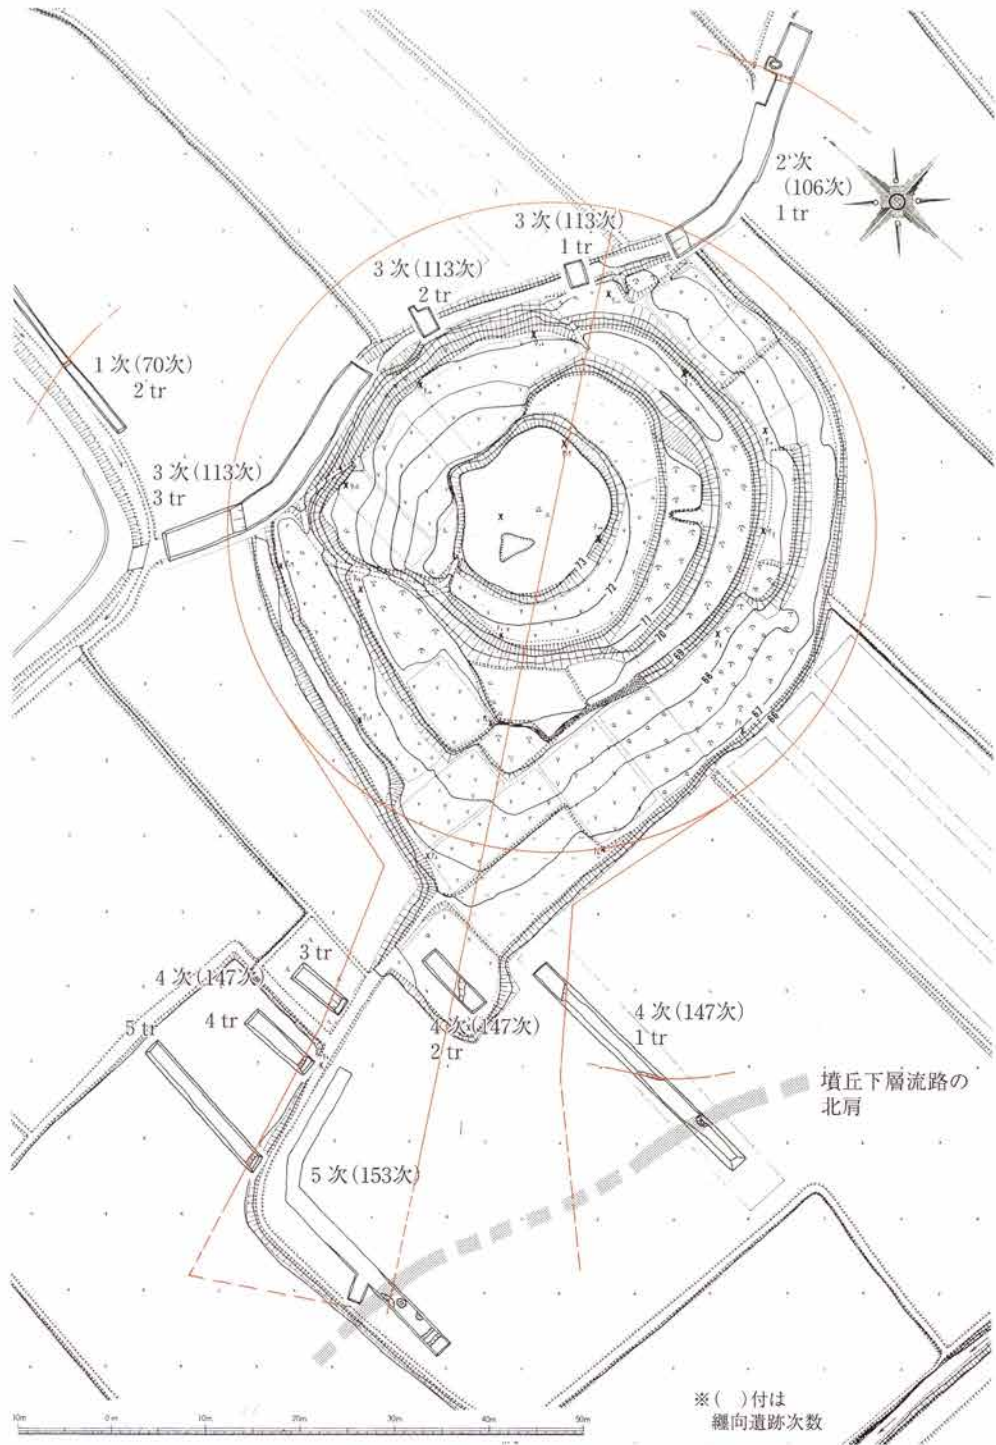 2次
(106次)
1 tr
3 次(113次)
1 tr
3 次(113次)
2 tr
1 次(70次)
2 tr
3 次(113次)
3 tr
73
72
71
70
69
68
67
66
3 tr
4 次(147次)
4 tr
5 tr
4 次(147次)
2 tr
4 次(147次)
1 tr
墳丘下層流路の
北肩
5 次(153次)
※( )付は
纒向遺跡次数
10m 0m 10m 20m 30m 40m 50m